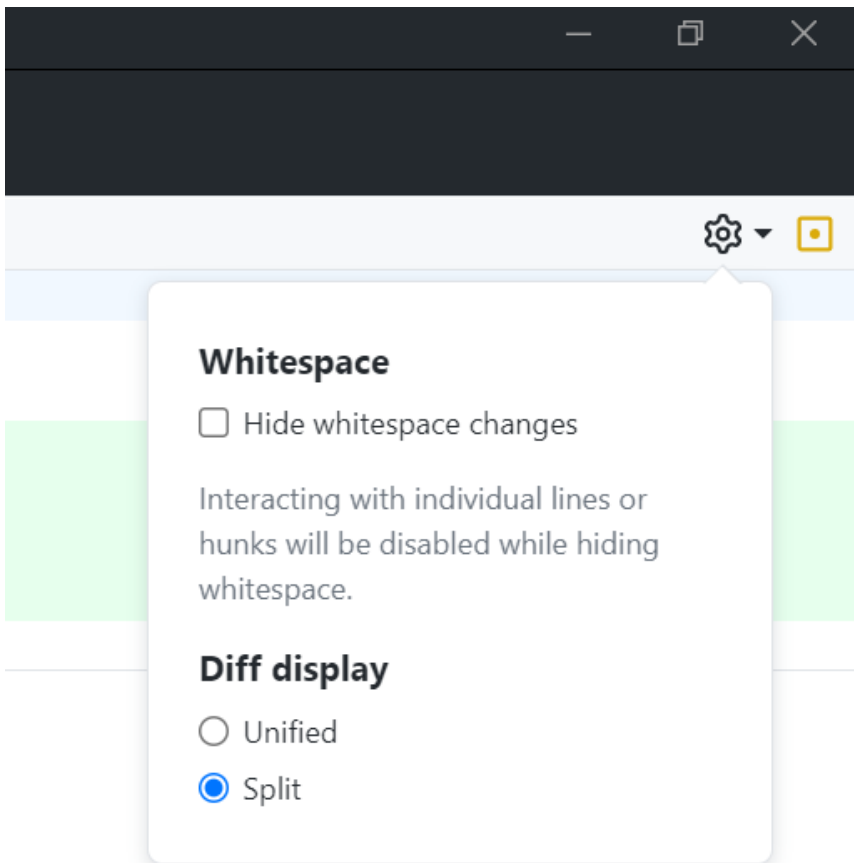 Whitespace
Hide whitespace changes
Interacting with individual lines or
hunks will be disabled while hiding
whitespace.
Diff display
Unified
Split